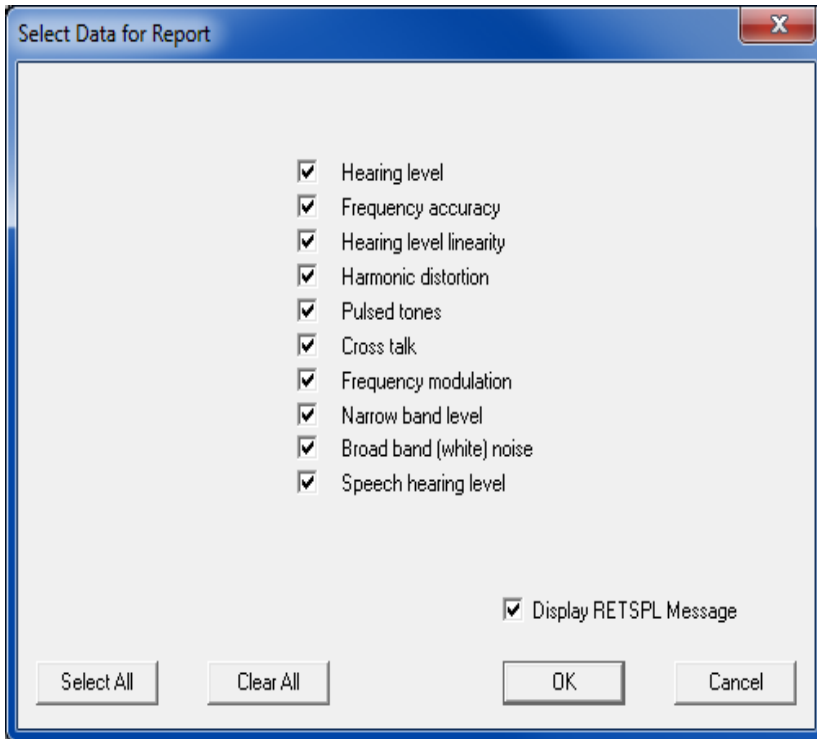 Select Data for Report
Hearing level
Frequency accuracy
Hearing level linearity
Harmonic distortion
Pulsed tones
Cross talk
Frequency modulation
Narrow band level
Broad band (white) noise
Speech hearing level
Display RETSPL Message
Select All Clear All OK Cancel